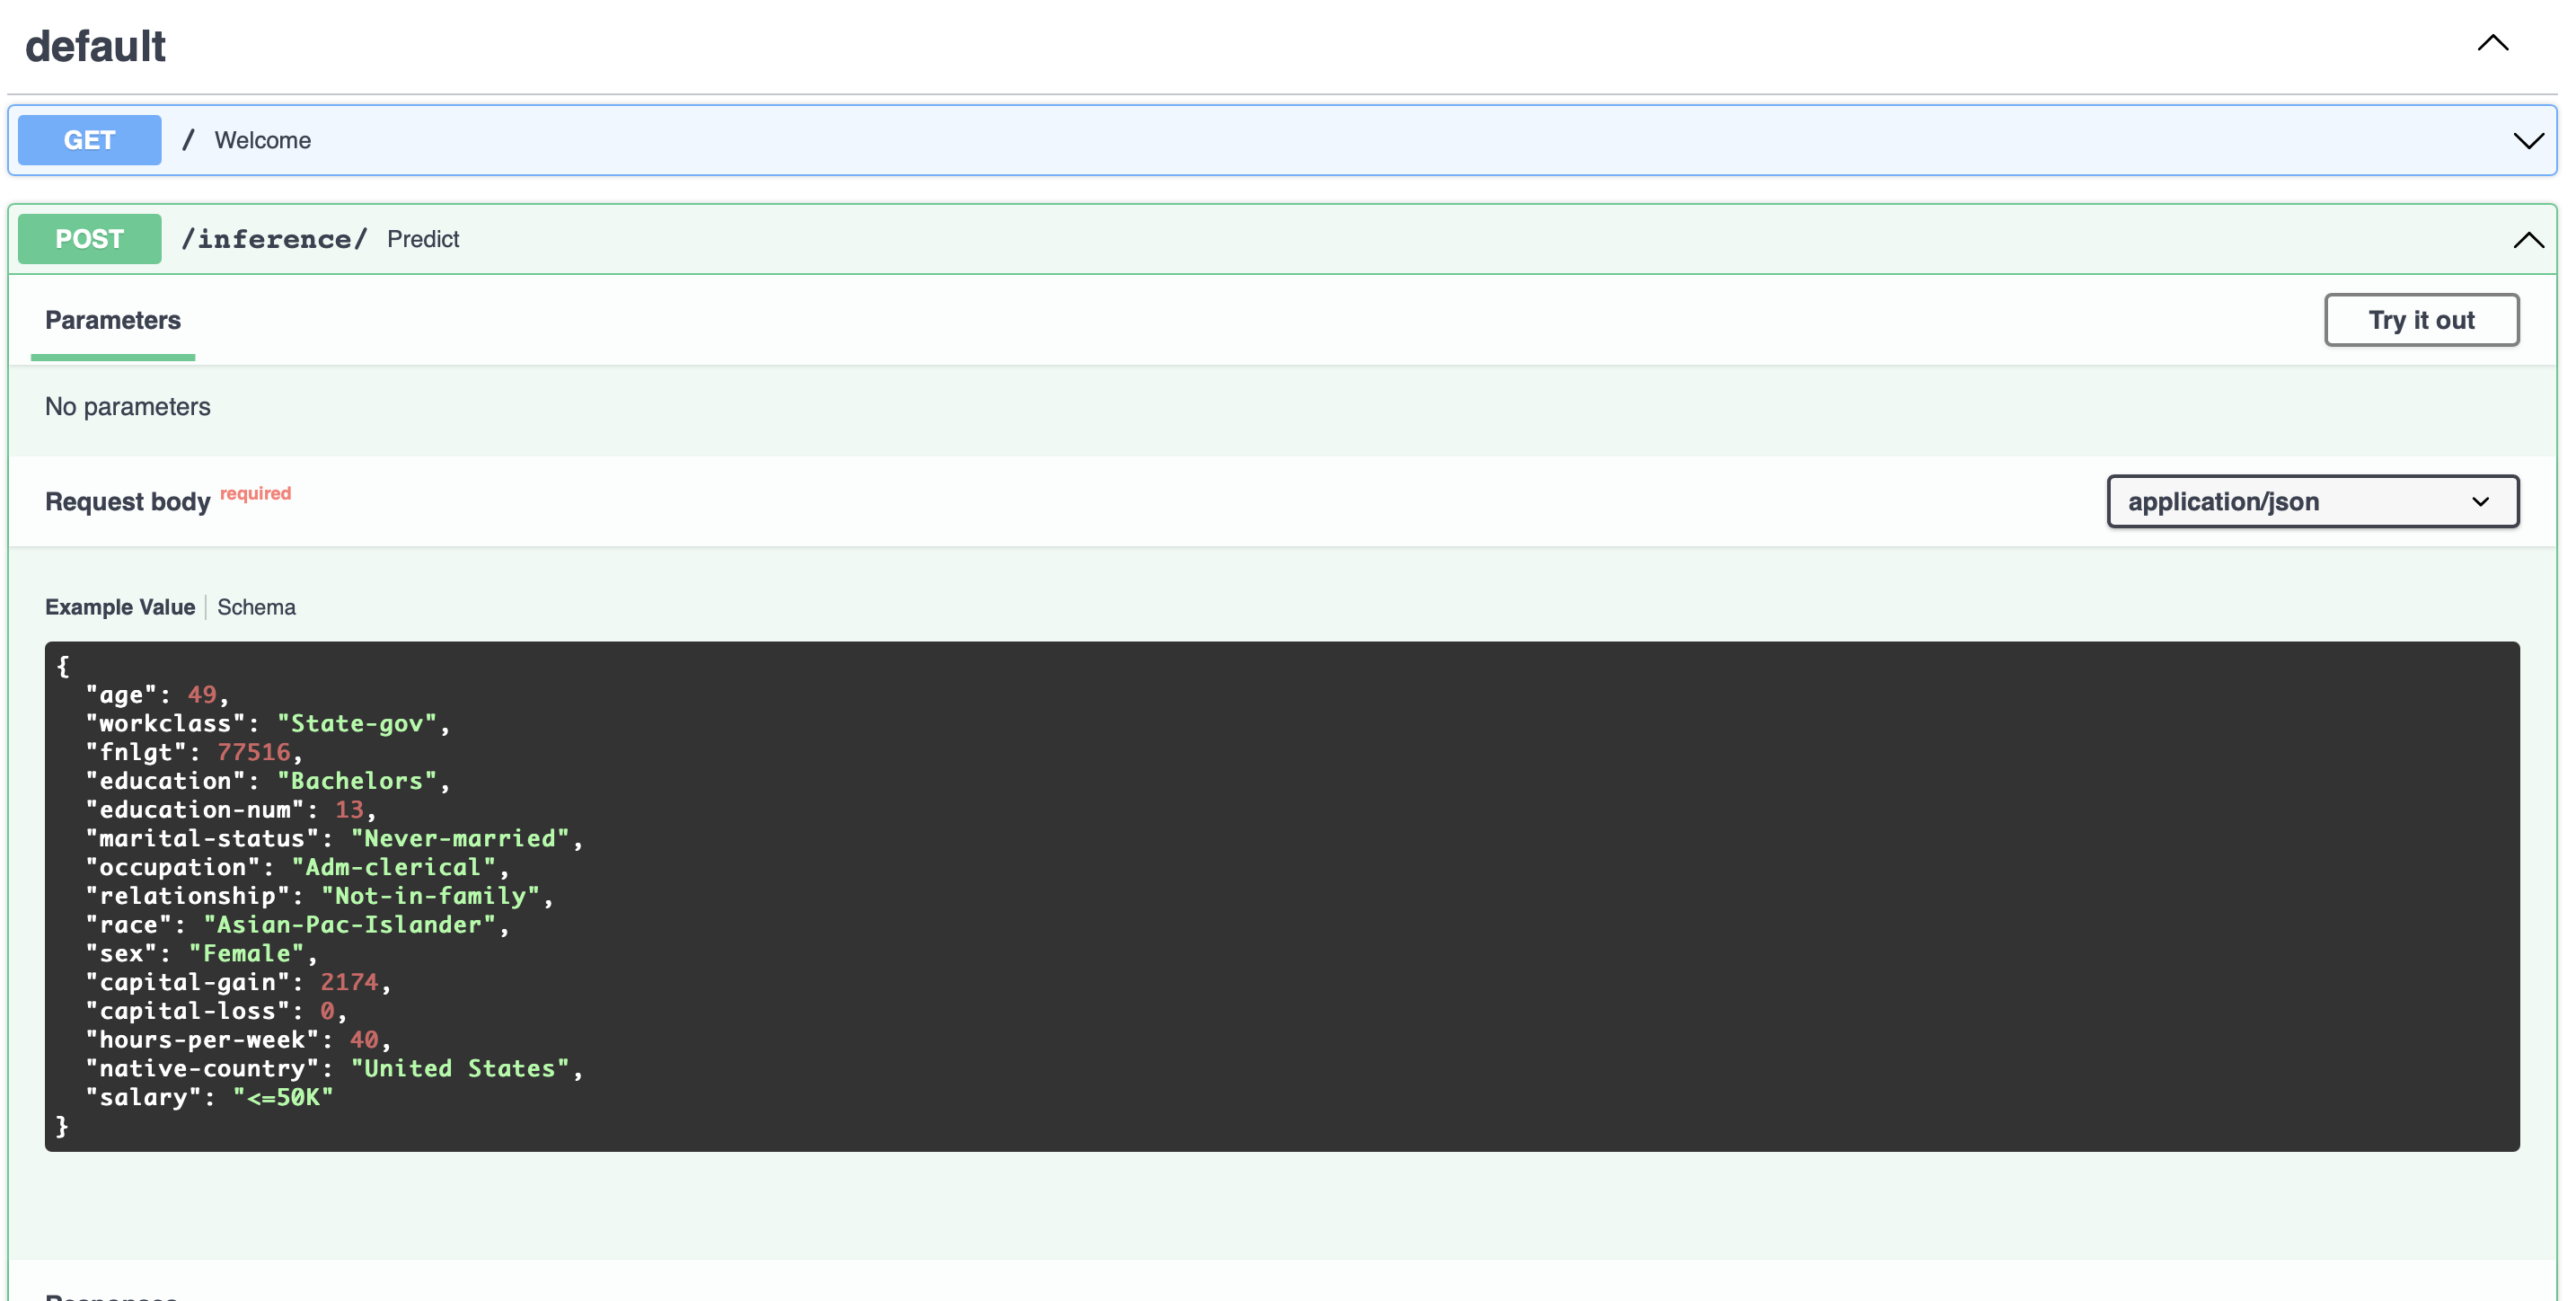 default
GET / Welcome
POST /inference/ Predict
Parameters
Try it out
No parameters
Request body required
application/json
Example Value | Schema
{
  "age": 49,
  "workclass": "State-gov",
  "fnlgt": 77516,
  "education": "Bachelors",
  "education-num": 13,
  "marital-status": "Never-married",
  "occupation": "Adm-clerical",
  "relationship": "Not-in-family",
  "race": "Asian-Pac-Islander",
  "sex": "Female",
  "capital-gain": 2174,
  "capital-loss": 0,
  "hours-per-week": 40,
  "native-country": "United States",
  "salary": "<=50K"
}